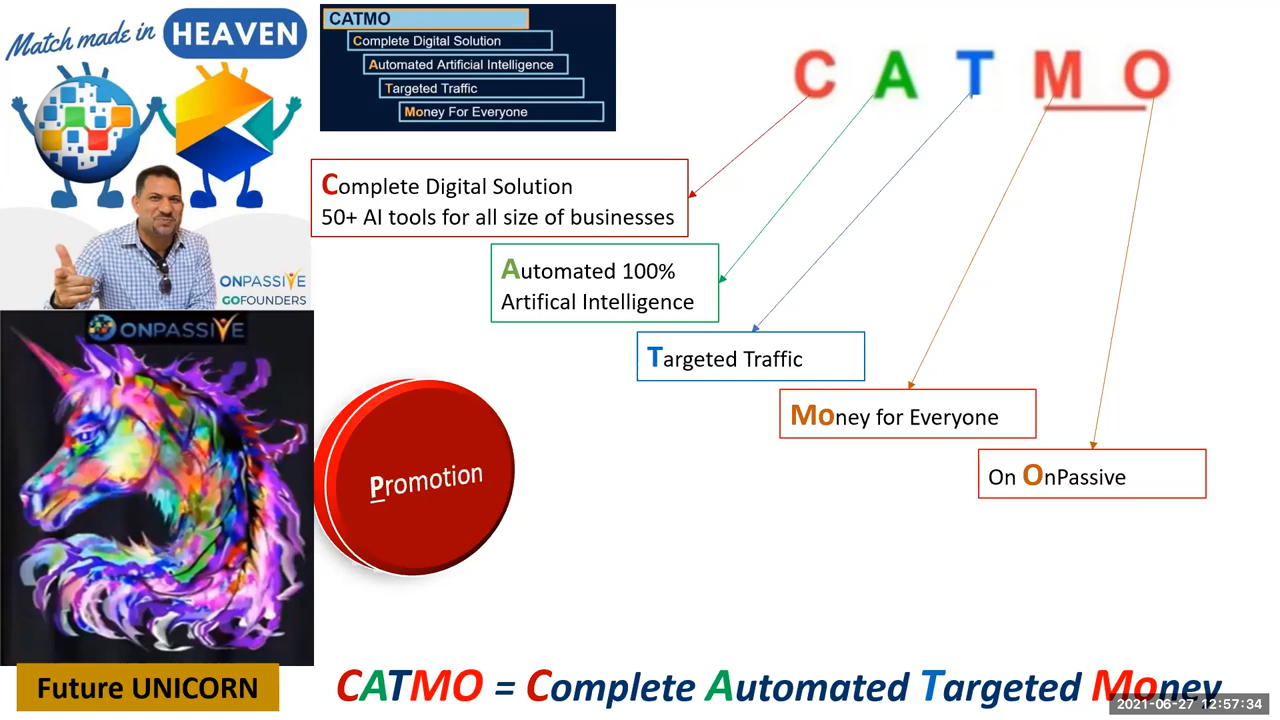 Match made in HEAVEN
ONPASSIVE
GOFOUNDERS
ONPASSIVE
Future UNICORN
CATMO
Complete Digital Solution
Automated Artificial Intelligence
Targeted Traffic
Money For Everyone
C A T M O
Complete Digital Solution
50+ AI tools for all size of businesses
Automated 100%
Artifical Intelligence
Targeted Traffic
Money for Everyone
On OnPassive
Promotion
CATMO = Complete Automated Targeted Money
2021-06-27 12:57:34